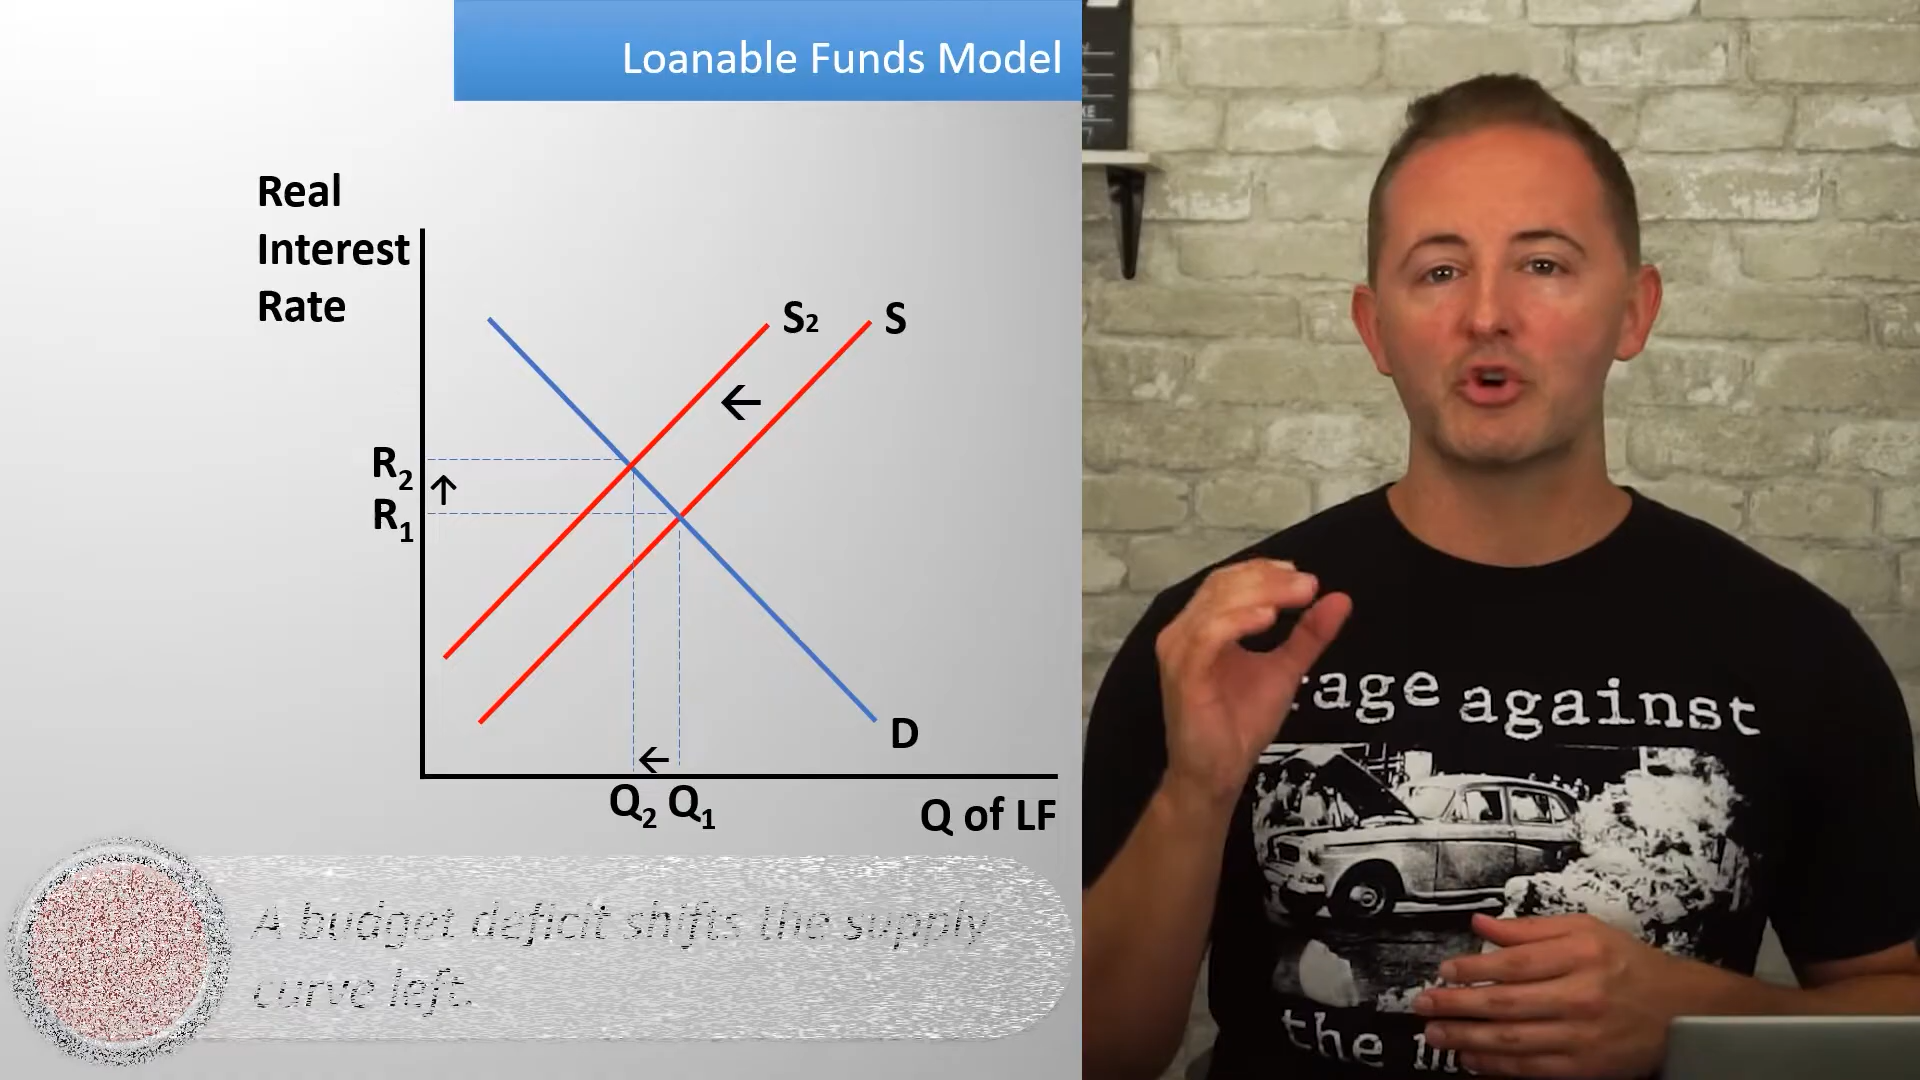 Loanable Funds Model
Real
Interest
Rate
S2
S
R2
R1
D
Q2 Q1
Q of LF
A budget deficit shifts the supply
curve left.
rage against
the